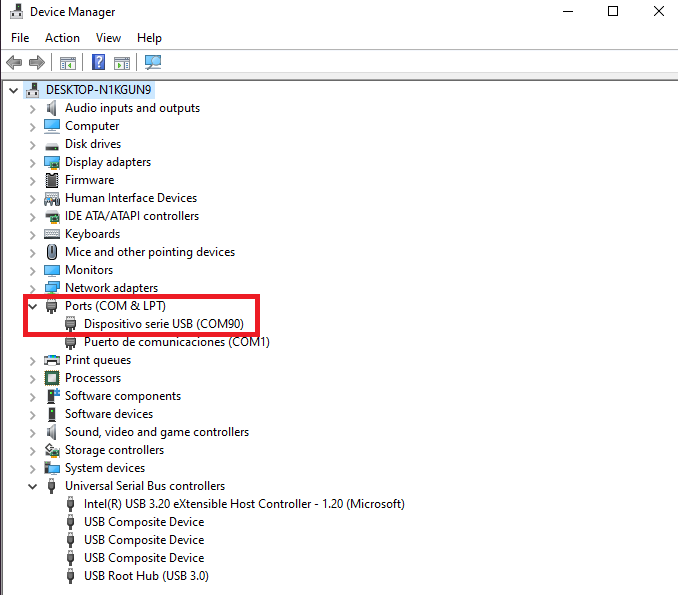 Device Manager
File Action View Help
DESKTOP-N1KGUN9
Audio inputs and outputs
Computer
Disk drives
Display adapters
Firmware
Human Interface Devices
IDE ATA/ATAPI controllers
Keyboards
Mice and other pointing devices
Monitors
Network adapters
Ports (COM & LPT)
Dispositivo serie USB (COM90)
Puerto de comunicaciones (COM1)
Print queues
Processors
Software components
Software devices
Sound, video and game controllers
Storage controllers
System devices
Universal Serial Bus controllers
Intel(R) USB 3.20 eXtensible Host Controller - 1.20 (Microsoft)
USB Composite Device
USB Composite Device
USB Composite Device
USB Root Hub (USB 3.0)